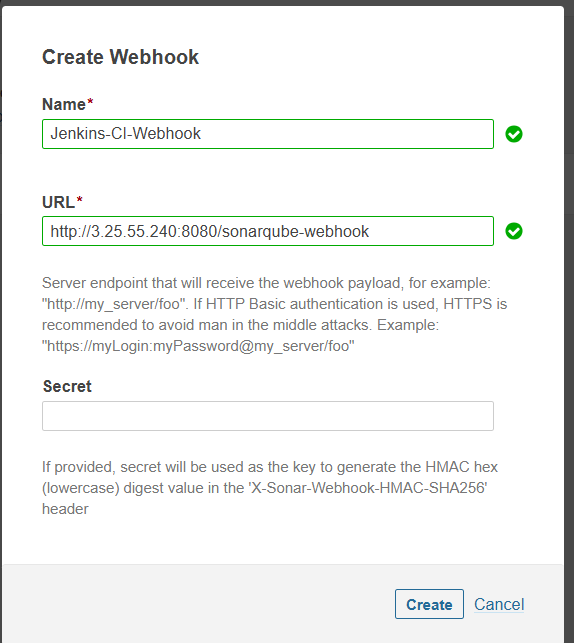 Create Webhook
Name*
Jenkins-CI-Webhook
URL*
http://3.25.55.240:8080/sonarqube-webhook
Server endpoint that will receive the webhook payload, for example:
"http://my_server/foo". If HTTP Basic authentication is used, HTTPS is
recommended to avoid man in the middle attacks. Example:
"https://myLogin:myPassword@my_server/foo"
Secret
If provided, secret will be used as the key to generate the HMAC hex
(lowercase) digest value in the 'X-Sonar-Webhook-HMAC-SHA256'
header
Create Cancel